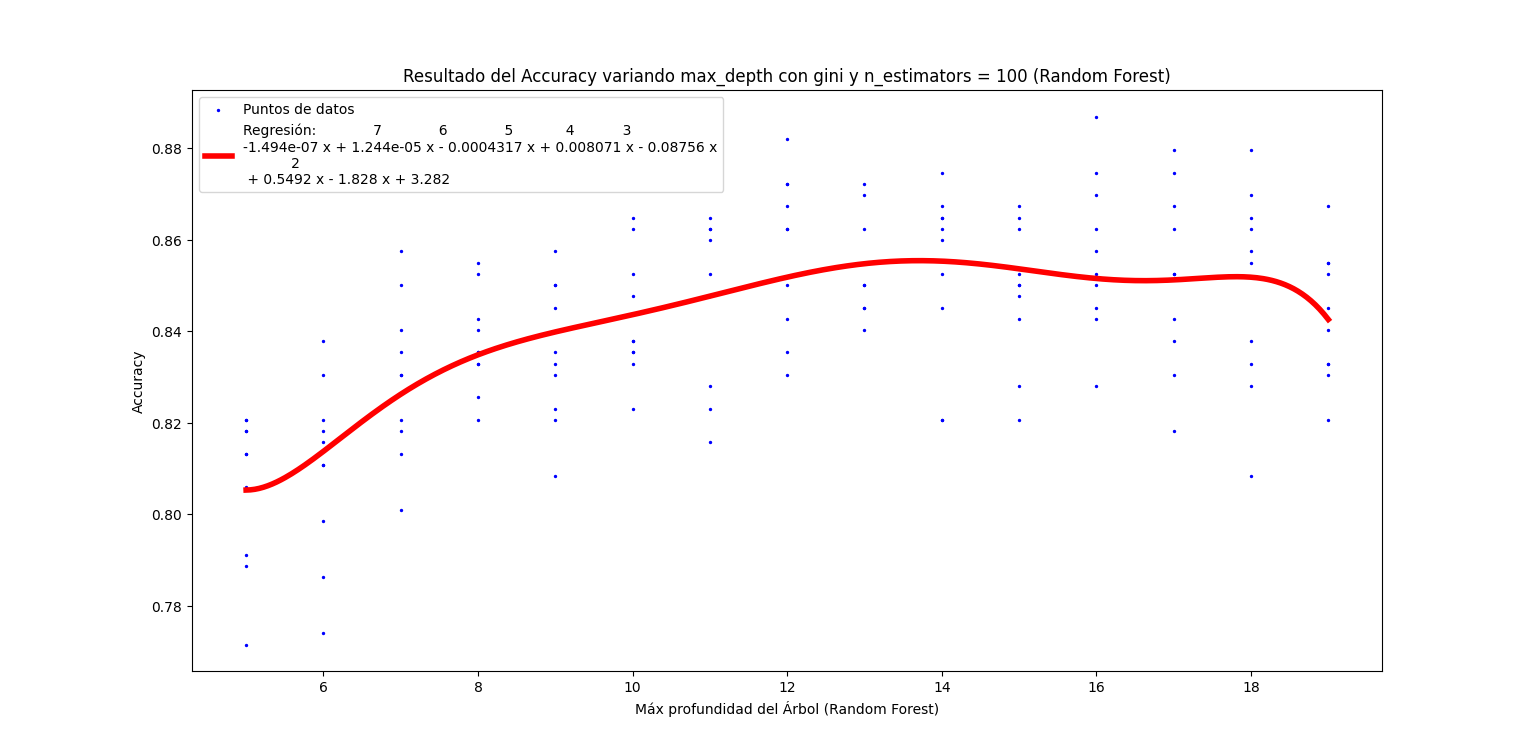 Resultado del Accuracy variando max_depth con gini y n_estimators = 100 (Random Forest)
Puntos de datos
Regresión: 7 6 5 4 3
-1.494e-07 x + 1.244e-05 x - 0.0004317 x + 0.008071 x - 0.08756 x
2
+ 0.5492 x - 1.828 x + 3.282
Accuracy
0.88
0.86
0.84
0.82
0.80
0.78
6 8 10 12 14 16 18
Máx profundidad del Árbol (Random Forest)